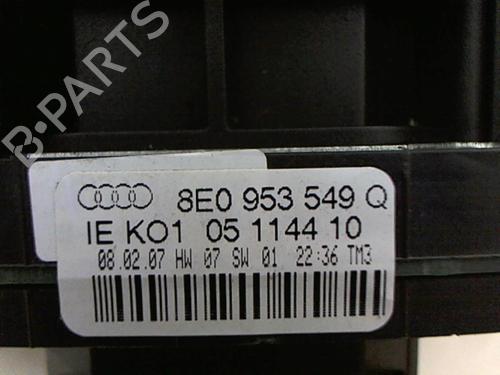 B-PARTS
8E0 953 549 Q
IE KO1 05 1144 10
08.02.07 HW 07 SW 01 22:36 TM3